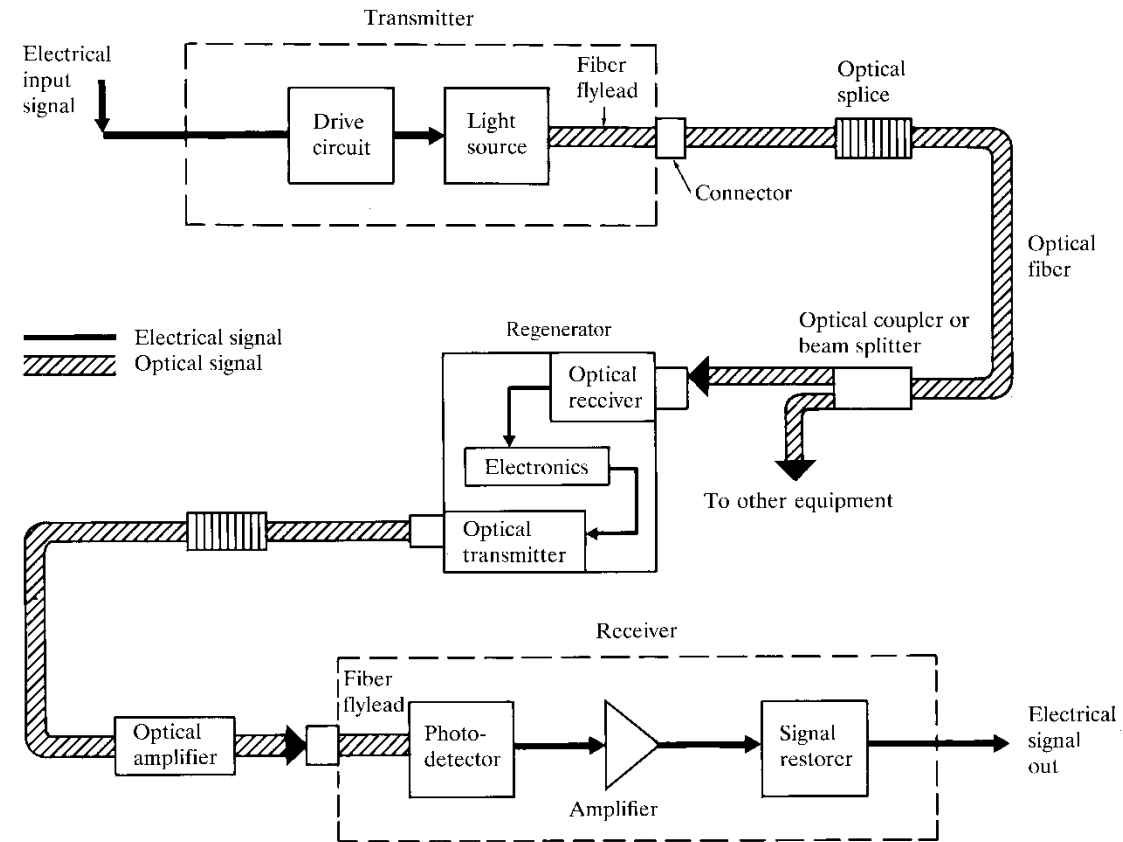 Transmitter
Electrical
input
signal
Drive
circuit
Light
source
Fiber
flylead
Connector
Optical
splice
Optical
fiber
Electrical signal
Optical signal
Regenerator
Optical
receiver
Electronics
Optical
transmitter
Optical coupler or
beam splitter
To other equipment
Receiver
Optical
amplifier
Fiber
flylead
Photo-
detector
Amplifier
Signal
restorer
Electrical
signal
out